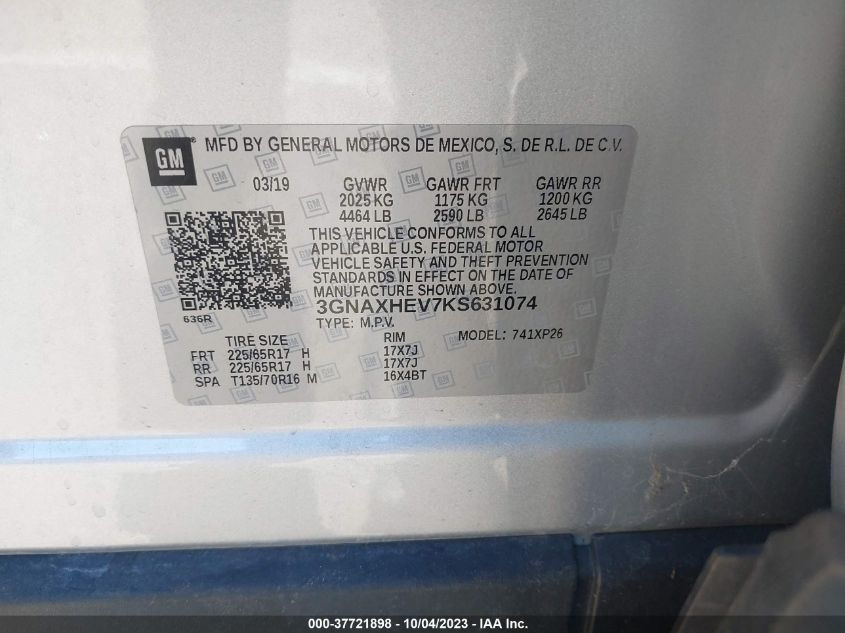 GM ® MFD BY GENERAL MOTORS DE MEXICO, S. DE R.L. DE C.V.
03/19 GVWR GAWR FRT GAWR RR
2025 KG 1175 KG 1200 KG
4464 LB 2590 LB 2645 LB
THIS VEHICLE CONFORMS TO ALL
APPLICABLE U.S. FEDERAL MOTOR
VEHICLE SAFETY AND THEFT PREVENTION
STANDARDS IN EFFECT ON THE DATE OF
MANUFACTURE SHOWN ABOVE.
636R 3GNAXHEV7KS631074
TYPE: M.P.V. MODEL: 741XP26
TIRE SIZE RIM
FRT 225/65R17 H 17X7J
RR 225/65R17 H 17X7J
SPA T135/70R16 M 16X4BT
000-37721898 - 10/04/2023 - COPYRIGHT IAA, LLC.